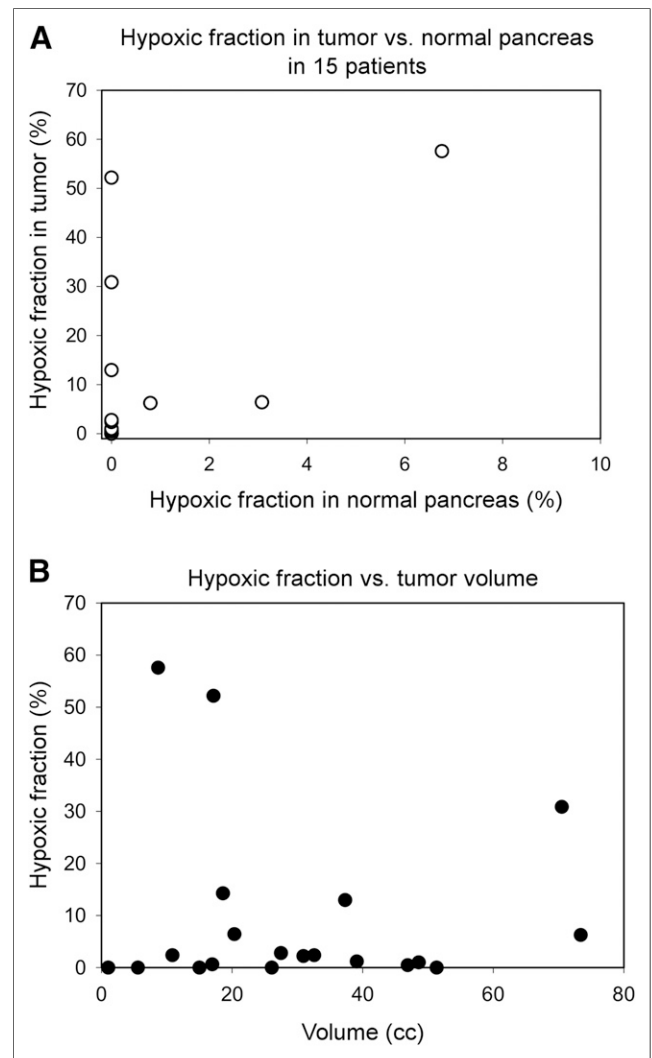 A
Hypoxic fraction in tumor vs. normal pancreas
in 15 patients
Hypoxic fraction in tumor (%)
70
60
50
40
30
20
10
0
0 2 4 6 8 10
Hypoxic fraction in normal pancreas (%)
B
Hypoxic fraction vs. tumor volume
Hypoxic fraction (%)
70
60
50
40
30
20
10
0
0 20 40 60 80
Volume (cc)